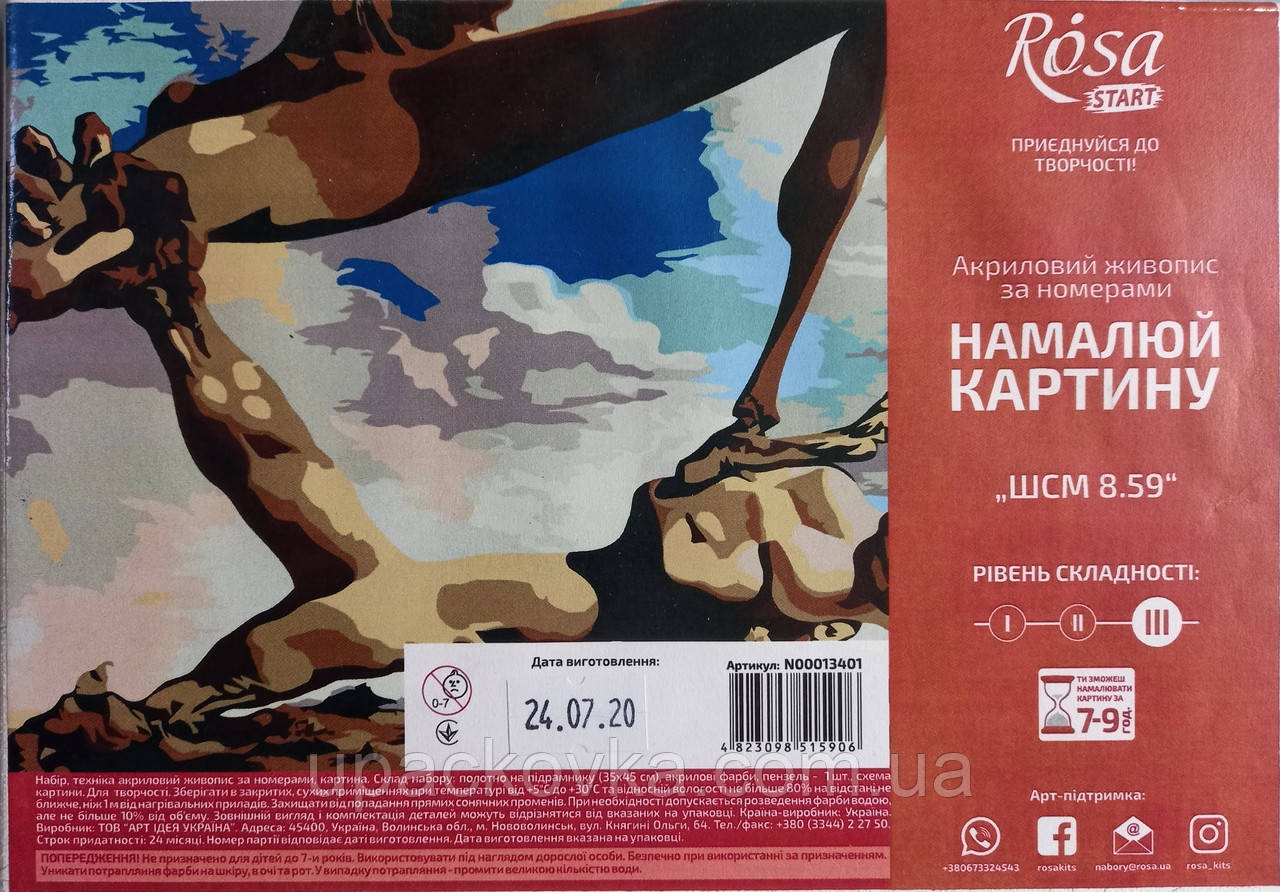 Rósa
START
ПРИЄДНУЙСЯ ДО
ТВОРЧОСТІ!
Акриловий живопис
за номерами
НАМАЛЮЙ
КАРТИНУ
„ШСМ 8.59“
РІВЕНЬ СКЛАДНОСТІ:
I II III
ТИ ЗМОЖЕШ
НАМАЛЮВАТИ
КАРТИНУ ЗА
7-9 ГОД.
Арт-підтримка:
+380673324543 rosakits nabory@rosa.ua rosa_kits
Дата виготовлення:
24.07.20
0-7
Артикул: N00013401
4 823098 515906
upackovka.com.ua
Набір, техніка акриловий живопис за номерами, картина. Склад набору: полотно на підрамнику (35х45 см), акрилові фарби, пензель - 1 шт., схема
картини. Для творчості. Зберігати в закритих, сухих приміщеннях при температурі від +5°С до +30°С та відносній вологості не більше 80% на відстані не
ближче, ніж 1м від нагрівальних приладів. Захищати від попадання прямих сонячних променів. При необхідності допускається розведення фарби водою,
але не більше 10% від об'єму. Зовнішній вигляд і комплектація деталей можуть відрізнятися від вказаних на упаковці. Країна-виробник: Україна.
Виробник: ТОВ "АРТ ІДЕЯ УКРАЇНА". Адреса: 45400, Україна, Волинська обл., м. Нововолинськ, вул. Княгині Ольги, 64. Тел./факс: +380 (3344) 2 27 50.
Строк придатності: 24 місяці. Номер партії відповідає даті виготовлення. Дата виготовлення вказана на упаковці.
ПОПЕРЕДЖЕННЯ! Не призначено для дітей до 7-и років. Використовувати під наглядом дорослої особи. Безпечно при використанні за призначенням.
Уникати потрапляння фарби на шкіру, в очі та рот. У випадку потрапляння - промити великою кількістю води.